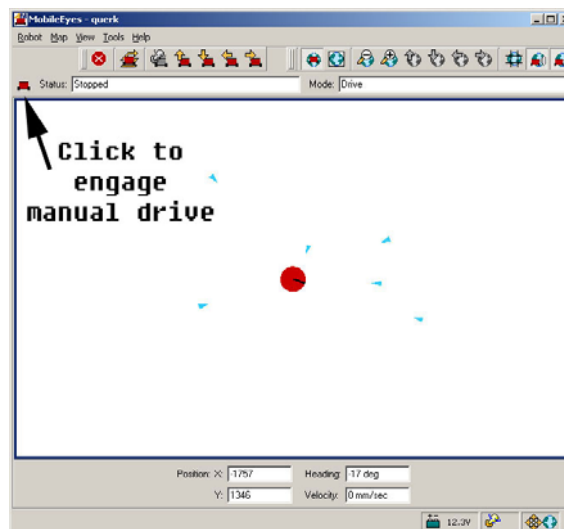 MobileEyes - querk
Robot Map View Tools Help
Status: Stopped Mode: Drive
Click to
engage
manual drive
Position: X: -1757 Heading: -17 deg
Y: 1346 Velocity: 0 mm/sec
12.3V